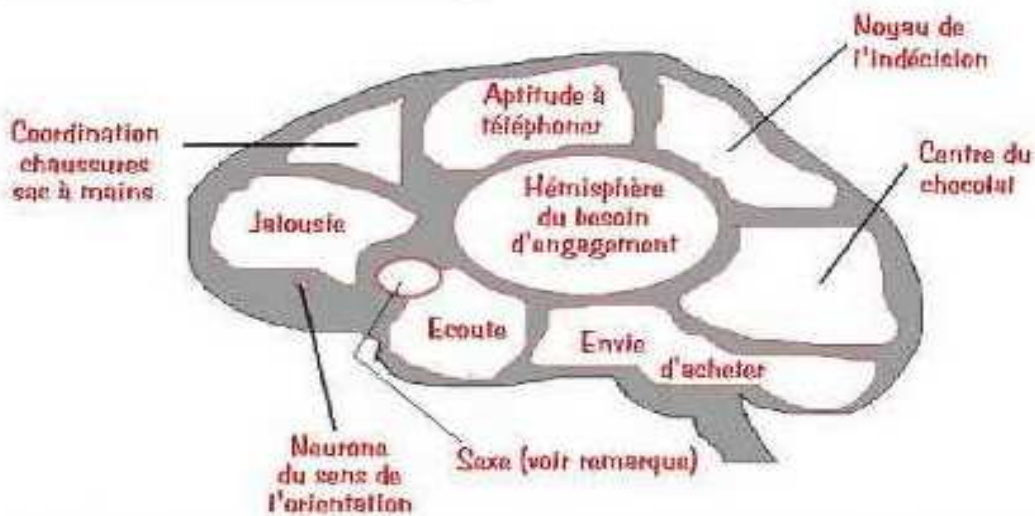 Noyau de
l'indécision
Aptitude à
téléphoner
Coordination
chaussures
sac à mains
Centre du
chocolat
Hémisphère
du besoin
d'engagement
Jalousie
Ecoute
Envie
d'acheter
Neurone
du sens de
l'orientation
Sexe (voir remarque)